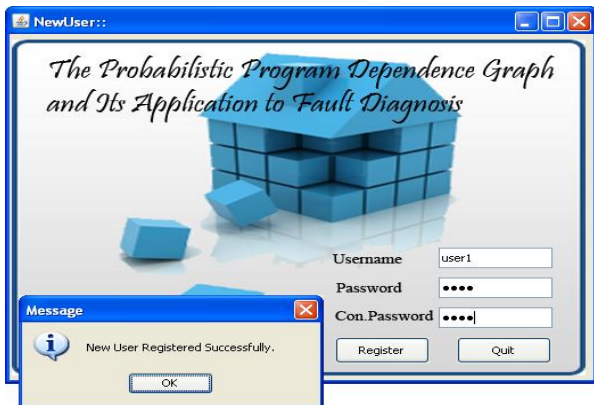 NewUser::
The Probabilistic Program Dependence Graph
and Its Application to Fault Diagnosis
Username user1
Password ••••
Con.Password ••••
Register Quit
Message
New User Registered Successfully.
OK